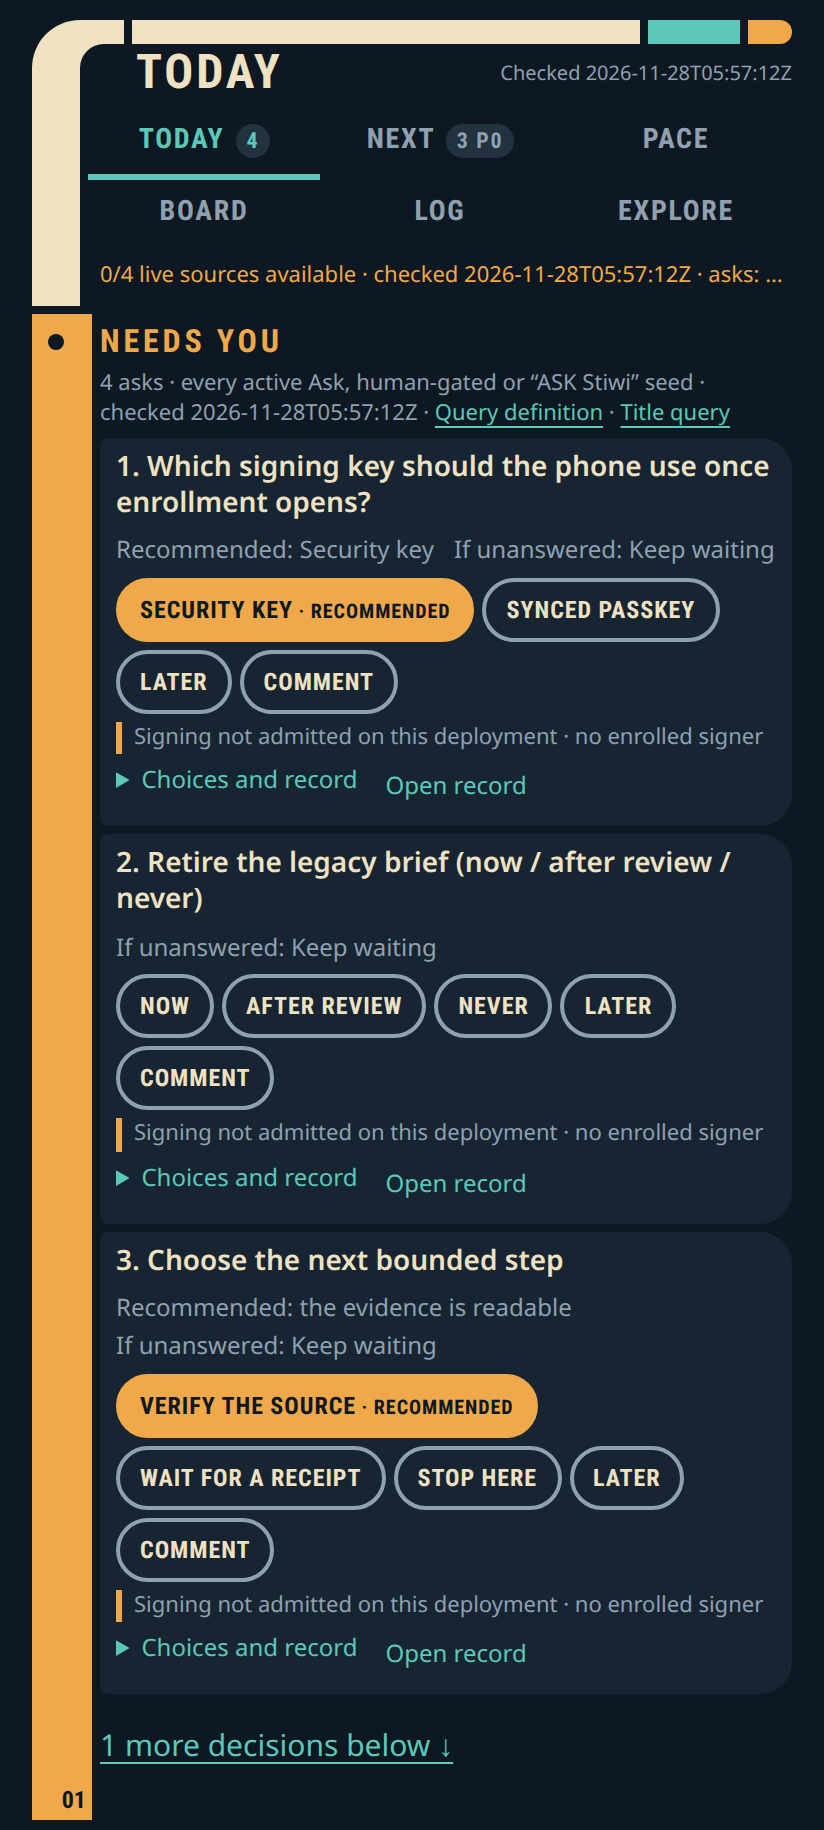 TODAY
Checked 2026-11-28T05:57:12Z
TODAY 4
NEXT 3 P0
PACE
BOARD
LOG
EXPLORE
0/4 live sources available · checked 2026-11-28T05:57:12Z · asks: ...
NEEDS YOU
4 asks · every active Ask, human-gated or “ASK Stiwi” seed ·
checked 2026-11-28T05:57:12Z · Query definition · Title query
1. Which signing key should the phone use once
enrollment opens?
Recommended: Security key If unanswered: Keep waiting
SECURITY KEY · RECOMMENDED
SYNCED PASSKEY
LATER
COMMENT
Signing not admitted on this deployment · no enrolled signer
▶ Choices and record
Open record
2. Retire the legacy brief (now / after review /
never)
If unanswered: Keep waiting
NOW
AFTER REVIEW
NEVER
LATER
COMMENT
Signing not admitted on this deployment · no enrolled signer
▶ Choices and record
Open record
3. Choose the next bounded step
Recommended: the evidence is readable
If unanswered: Keep waiting
VERIFY THE SOURCE · RECOMMENDED
WAIT FOR A RECEIPT
STOP HERE
LATER
COMMENT
Signing not admitted on this deployment · no enrolled signer
▶ Choices and record
Open record
1 more decisions below ↓
01